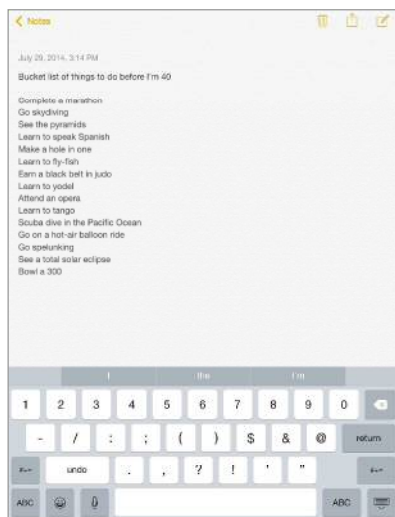 Notes
July 29, 2014, 3:14 PM
Bucket list of things to do before I'm 40
Complete a marathon
Go skydiving
See the pyramids
Learn to speak Spanish
Make a hole in one
Learn to fly-fish
Earn a black belt in judo
Learn to yodel
Attend an opera
Learn to tango
Scuba dive in the Pacific Ocean
Go on a hot-air balloon ride
Go spelunking
See a total solar eclipse
Bowl a 300
I the I'm
1 2 3 4 5 6 7 8 9 0
- / : ; ( ) $ & @ return
#+= undo . , ? ! ' " #+=
ABC ABC